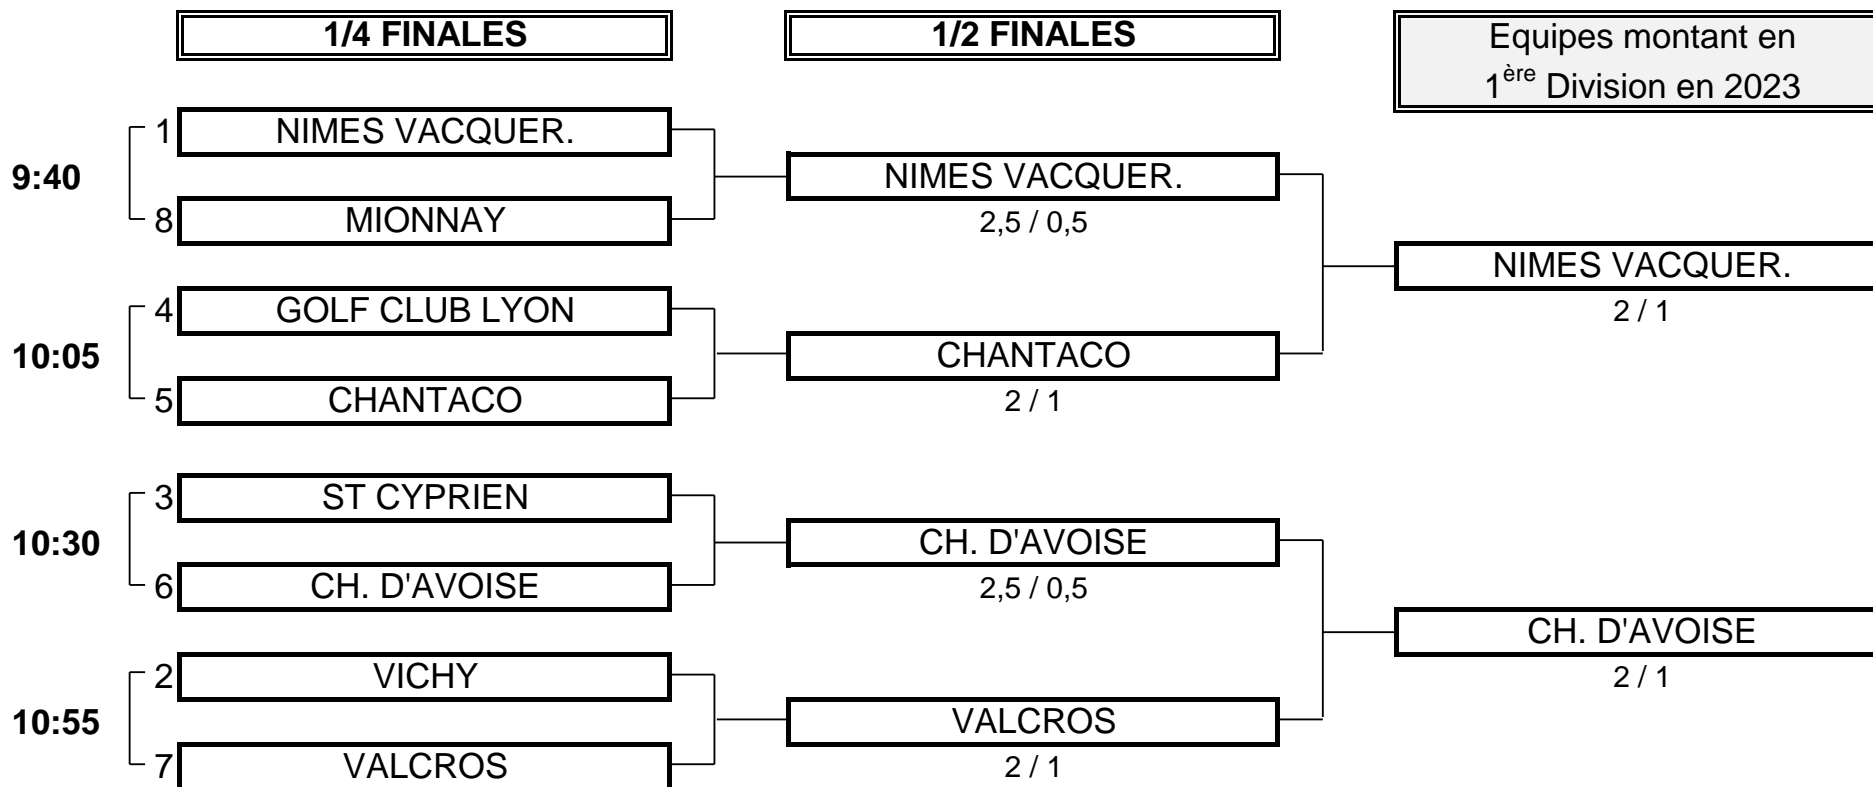 1/4 FINALES
1/2 FINALES
Equipes montant en
1ère Division en 2023
1 NIMES VACQUER.
9:40
8 MIONNAY
NIMES VACQUER.
2,5 / 0,5
4 GOLF CLUB LYON
10:05
5 CHANTACO
CHANTACO
2 / 1
NIMES VACQUER.
2 / 1
3 ST CYPRIEN
10:30
6 CH. D'AVOISE
CH. D'AVOISE
2,5 / 0,5
2 VICHY
10:55
7 VALCROS
VALCROS
2 / 1
CH. D'AVOISE
2 / 1